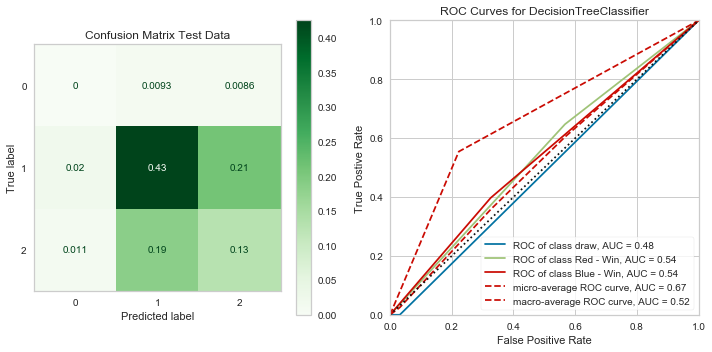 Confusion Matrix Test Data
True label
0
1
2
0 0.0093 0.0086
0.02 0.43 0.21
0.011 0.19 0.13
0 1 2
Predicted label
0.40
0.35
0.30
0.25
0.20
0.15
0.10
0.05
0.00
ROC Curves for DecisionTreeClassifier
True Postive Rate
1.0
0.8
0.6
0.4
0.2
0.0
ROC of class draw, AUC = 0.48
ROC of class Red - Win, AUC = 0.54
ROC of class Blue - Win, AUC = 0.54
micro-average ROC curve, AUC = 0.67
macro-average ROC curve, AUC = 0.52
0.0 0.2 0.4 0.6 0.8 1.0
False Positive Rate